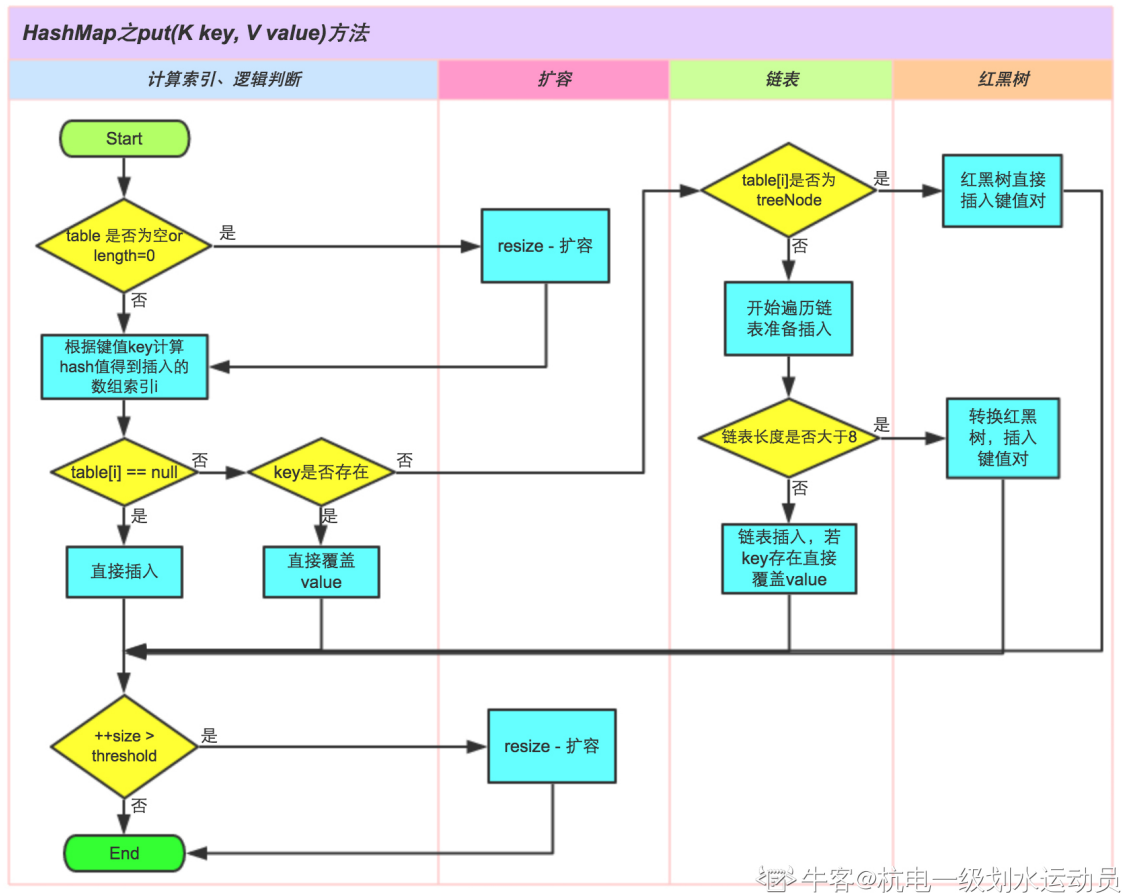 HashMap之put(K key, V value)方法
计算索引、逻辑判断
扩容
链表
红黑树
Start
table 是否为空or
length=0
是
resize - 扩容
否
根据键值key计算
hash值得到插入的
数组索引i
table[i] == null
否
key是否存在
否
是
直接插入
是
直接覆盖
value
table[i]是否为
treeNode
是
红黑树直接
插入键值对
否
开始遍历链
表准备插入
链表长度是否大于8
是
转换红黑
树，插入
键值对
否
链表插入，若
key存在直接
覆盖value
++size >
threshold
是
resize - 扩容
否
End
牛客@杭电一级划水运动员